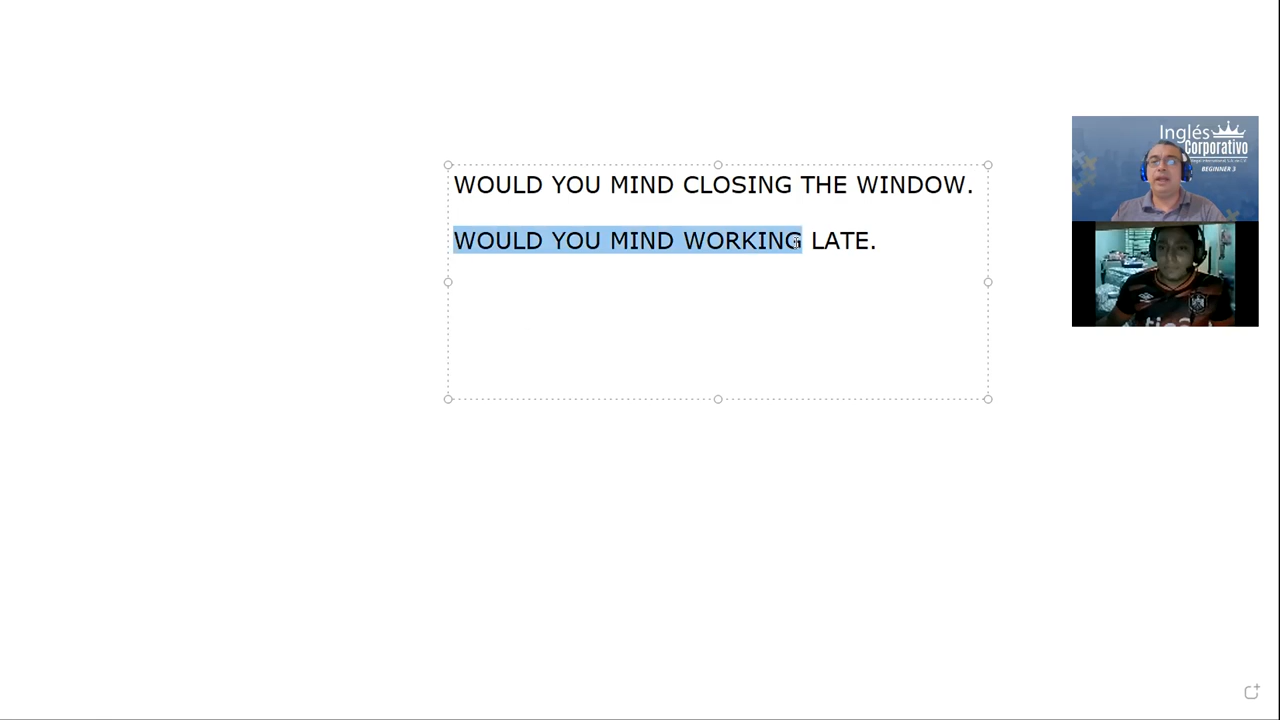 WOULD YOU MIND CLOSING THE WINDOW.
WOULD YOU MIND WORKING LATE.
Inglés
Corporativo
BEGINNER 3